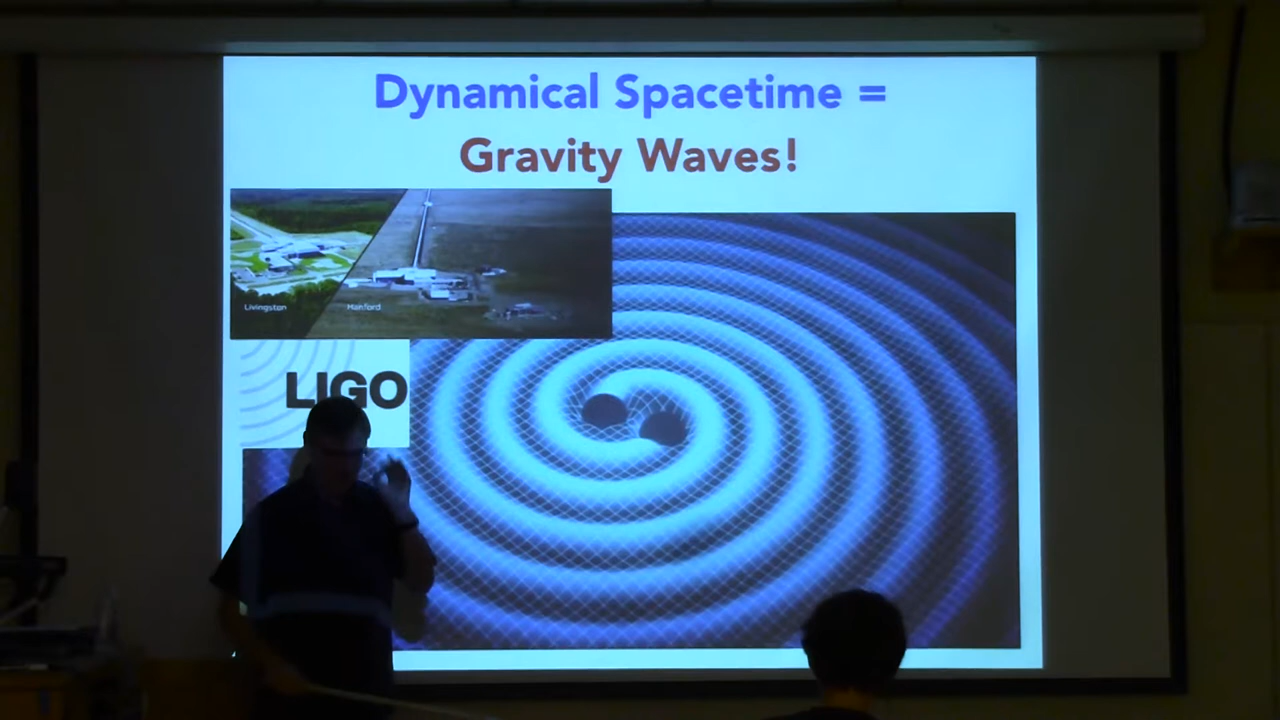 Dynamical Spacetime =
Gravity Waves!
Livingston
Hanford
LIGO